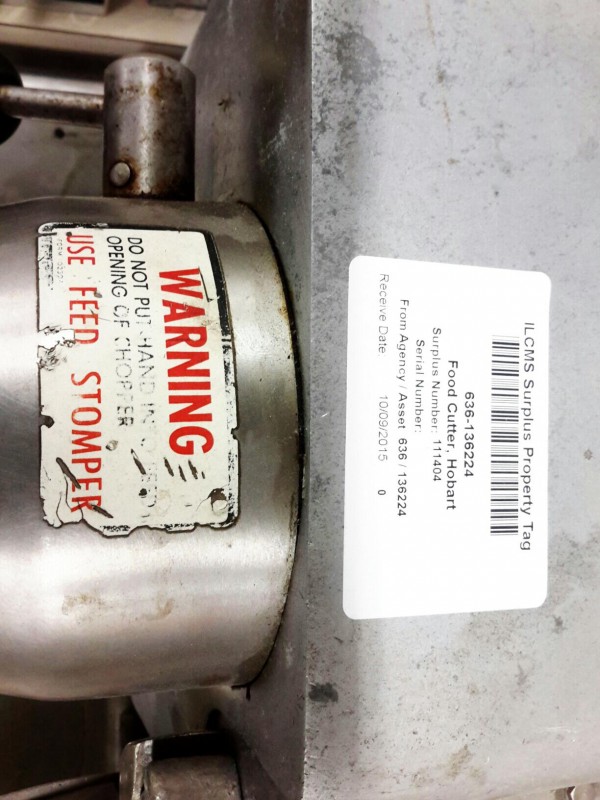 WARNING
DO NOT PUT HAND IN
OPENING OF CHOPPER
USE FEED STOMPER
ILCMS Surplus Property Tag
636-136224
Food Cutter, Hobart
Surplus Number: 111404
Serial Number:
From Agency / Asset 636 / 136224
Receive Date 10/09/2015 0